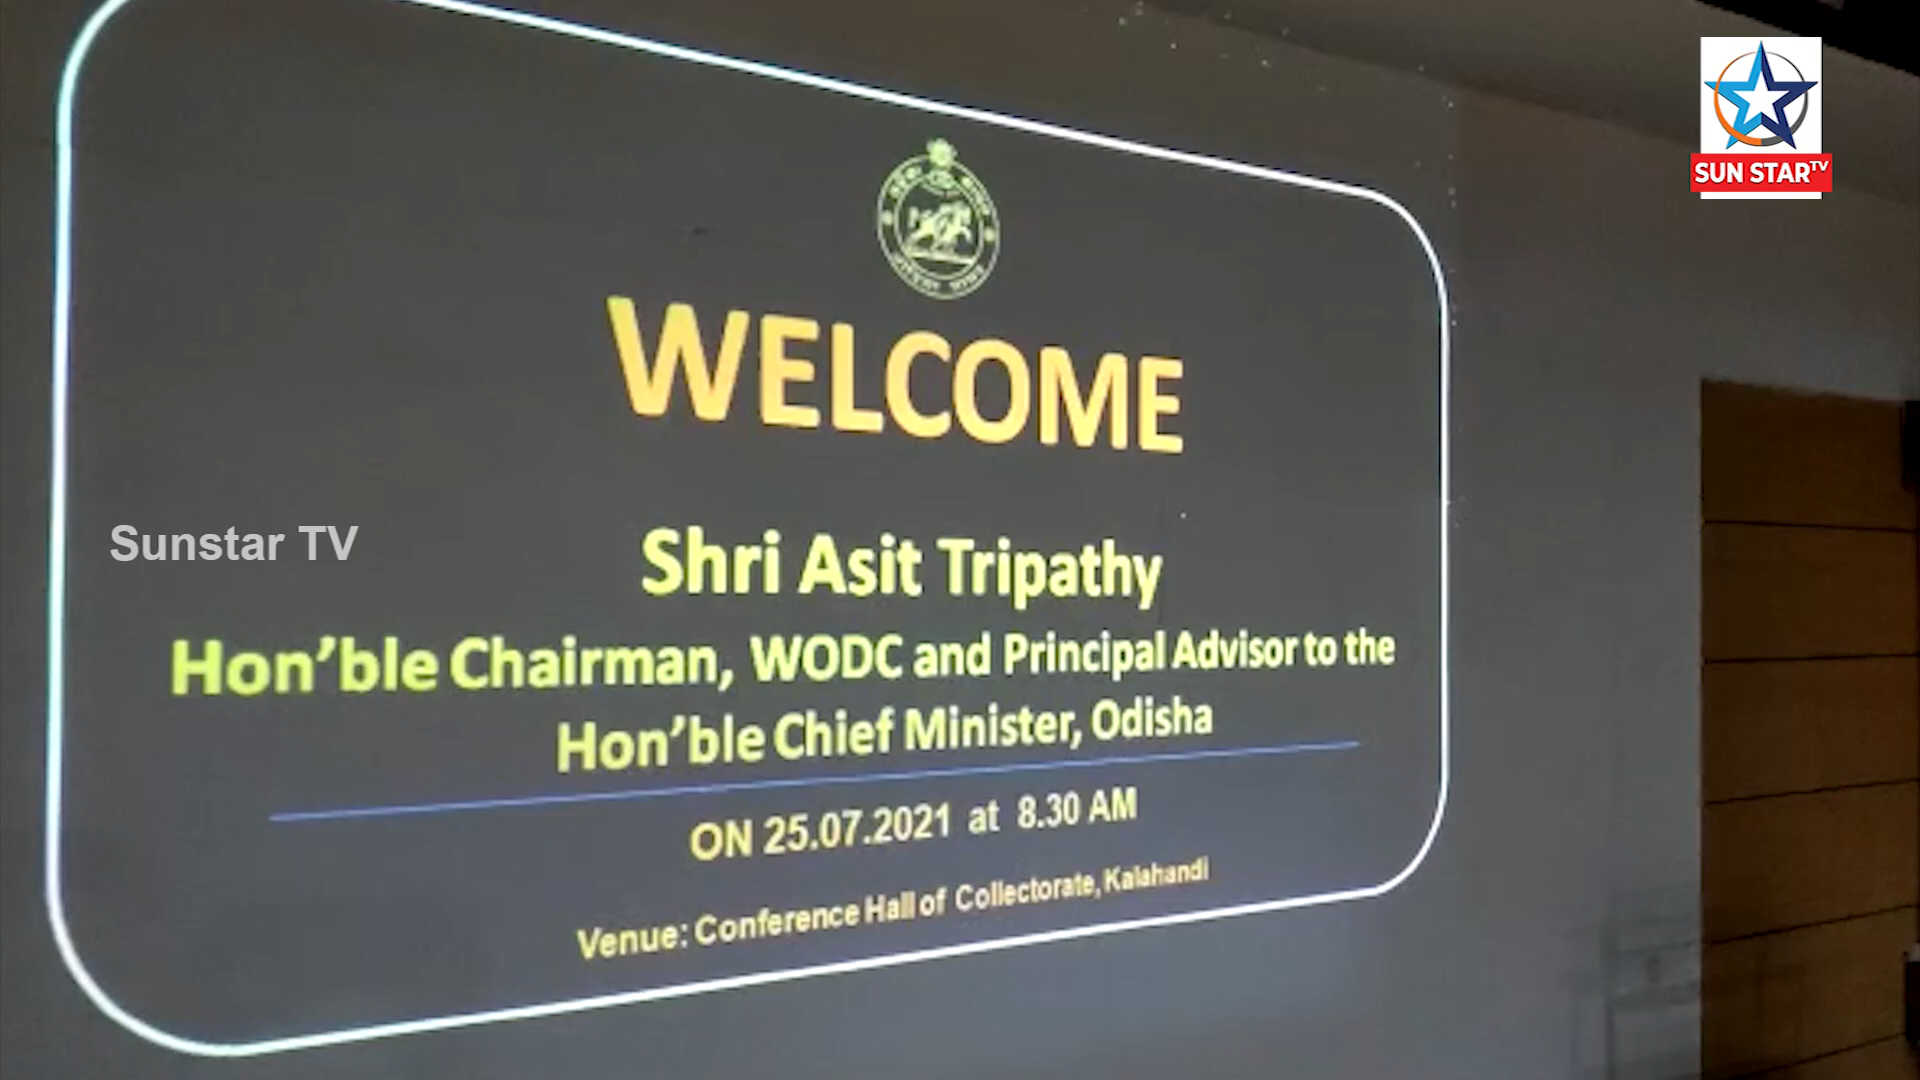 SUN STAR TV
WELCOME
Shri Asit Tripathy
Sunstar TV
Hon'ble Chairman, WODC and Principal Advisor to the
Hon'ble Chief Minister, Odisha
ON 25.07.2021 at 8.30 AM
Venue: Conference Hall of Collectorate, Kalahandi